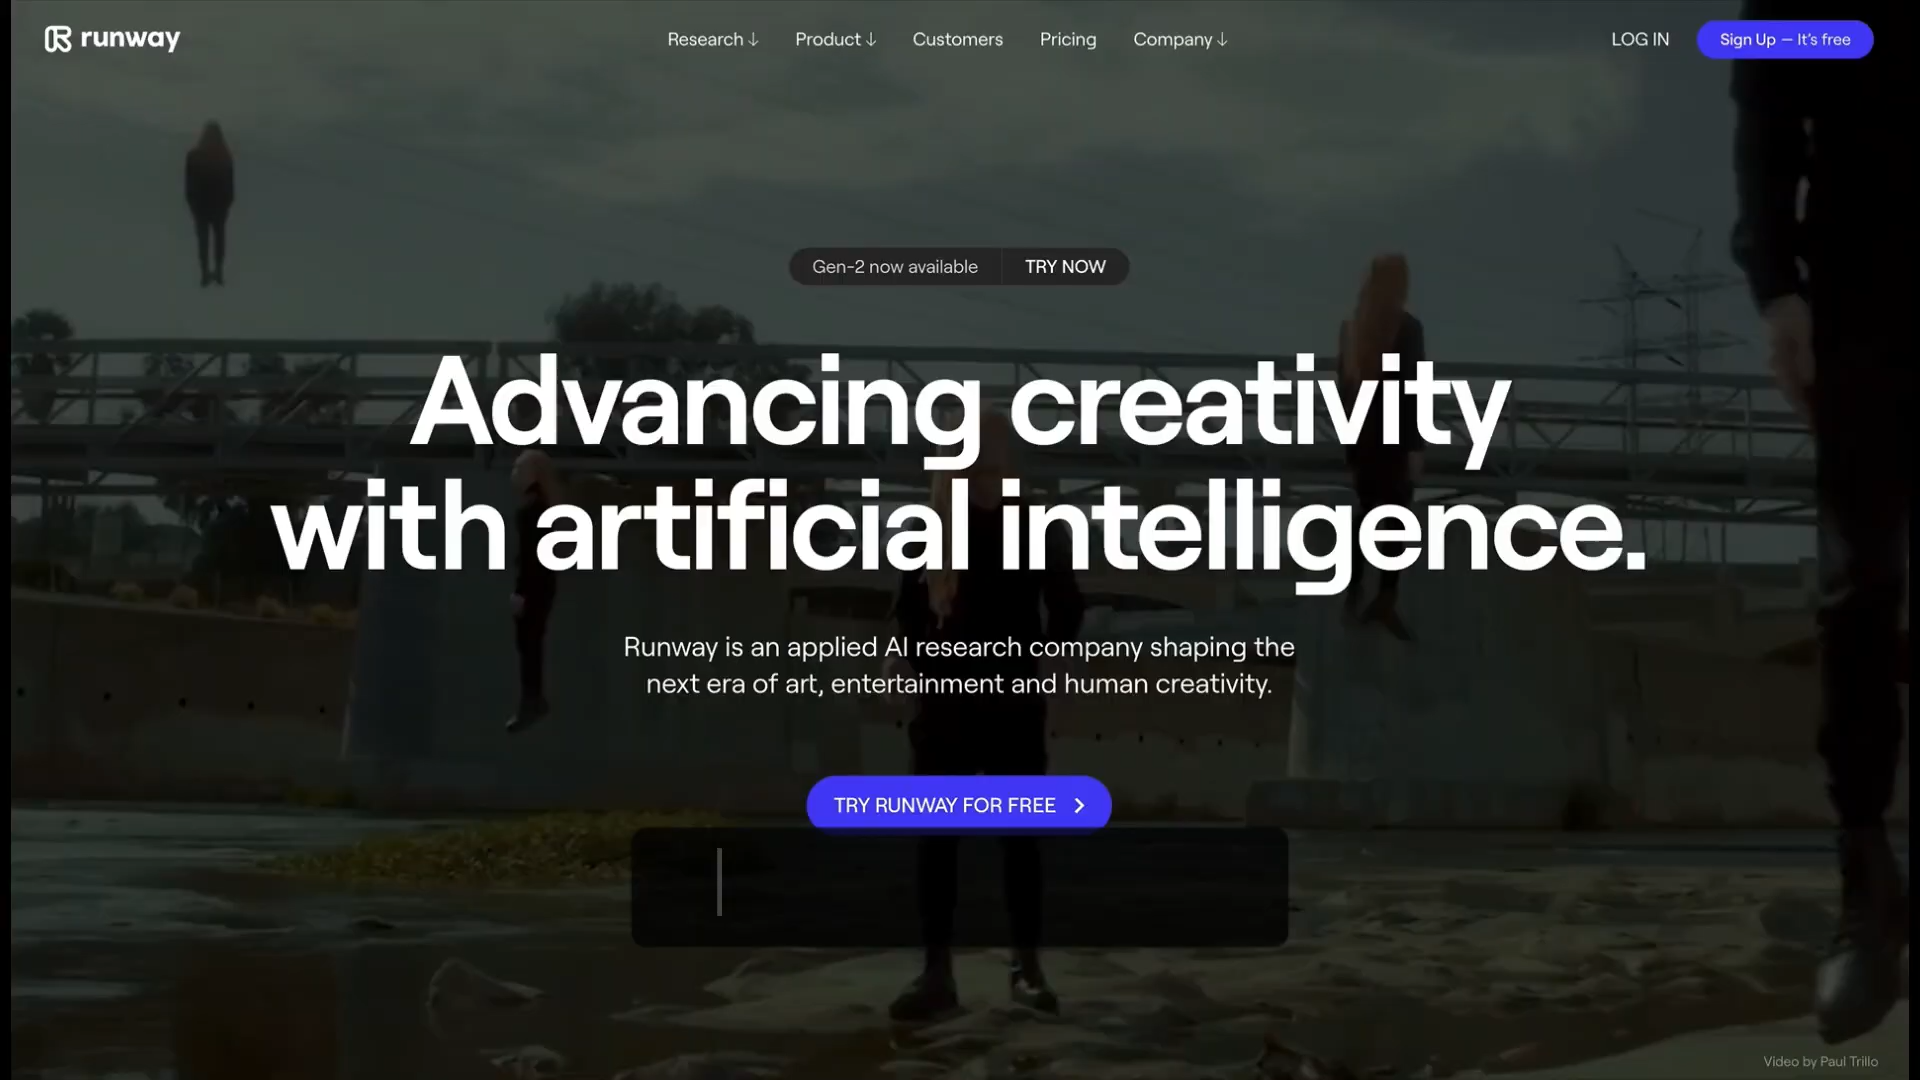 runway
Research ↓
Product ↓
Customers
Pricing
Company ↓
LOG IN
Sign Up — It's free
Gen-2 now available
TRY NOW
Advancing creativity
with artificial intelligence.
Runway is an applied AI research company shaping the
next era of art, entertainment and human creativity.
TRY RUNWAY FOR FREE
Video by Paul Trillo